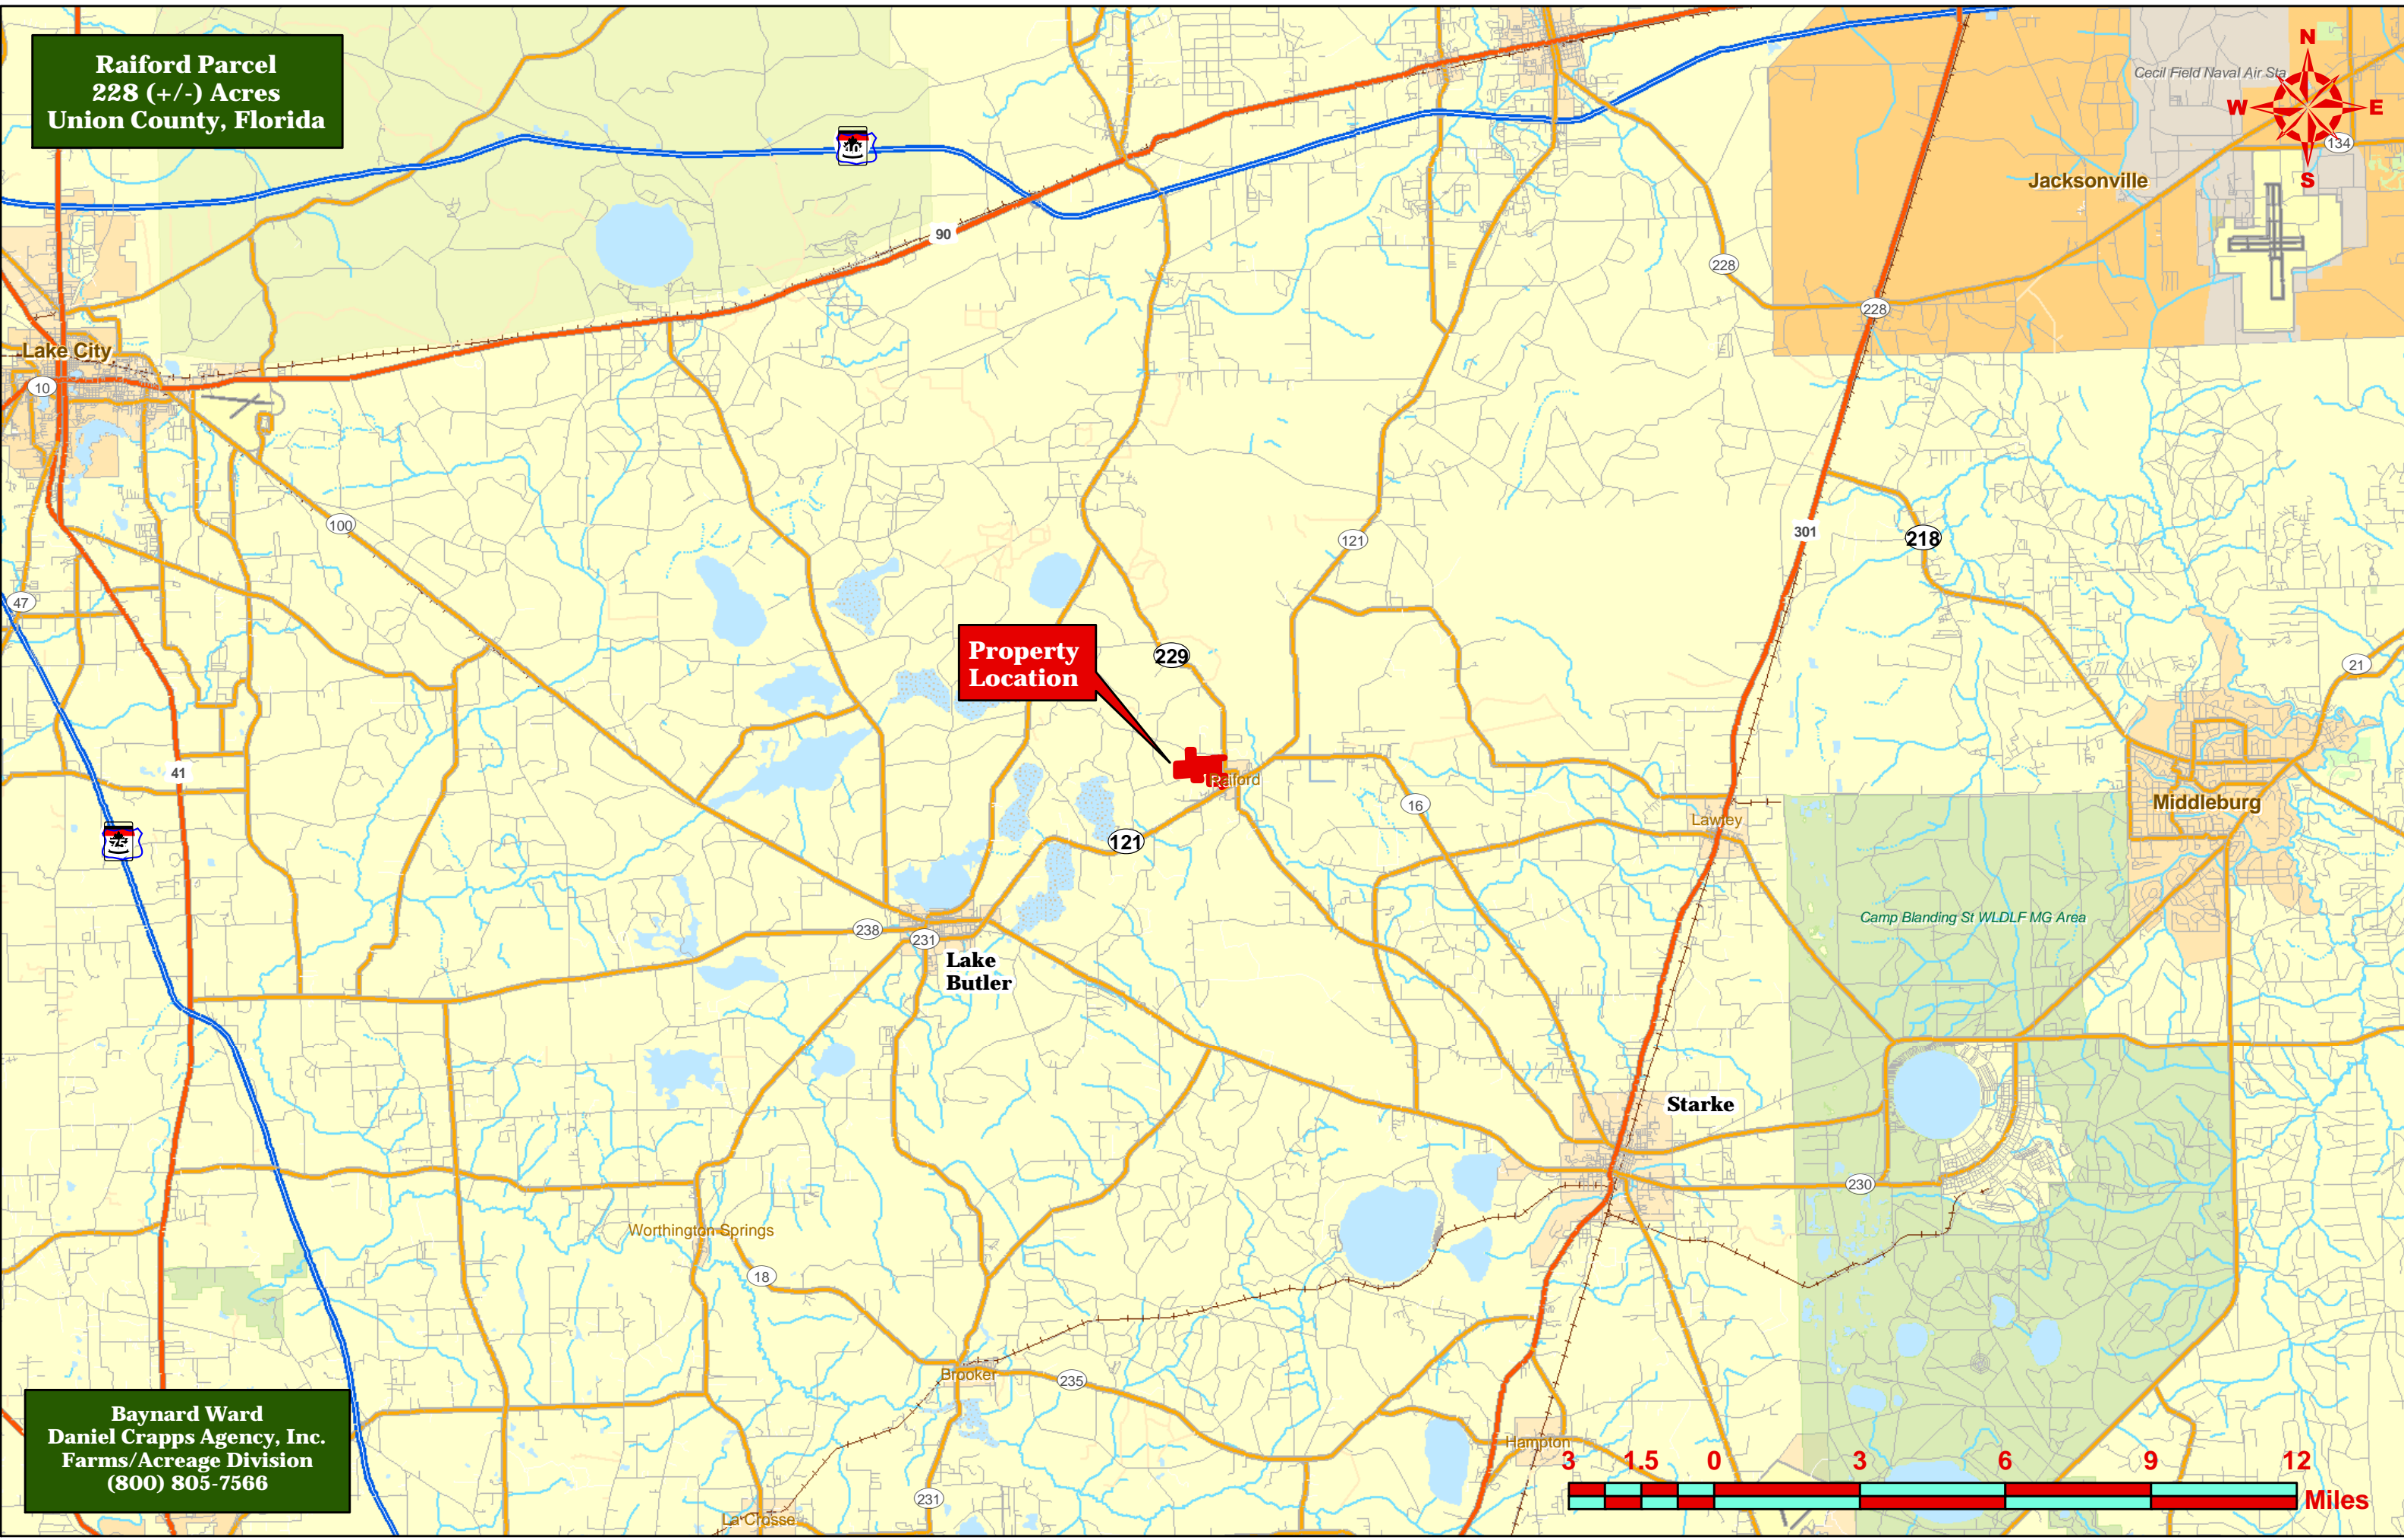 Raiford Parcel
228 (+/-) Acres
Union County, Florida
N
W
E
S
Cecil Field Naval Air Sta
134
Jacksonville
90
228
228
Lake City
10
100
121
301
218
47
Property
Location
229
21
41
Raiford
16
Middleburg
Lawtey
121
Camp Blanding St WLDLF MG Area
238
231
Lake
Butler
Starke
230
Worthington Springs
18
Brooker
235
Hampton
231
La Crosse
Baynard Ward
Daniel Crapps Agency, Inc.
Farms/Acreage Division
(800) 805-7566
3 1.5 0 3 6 9 12
Miles